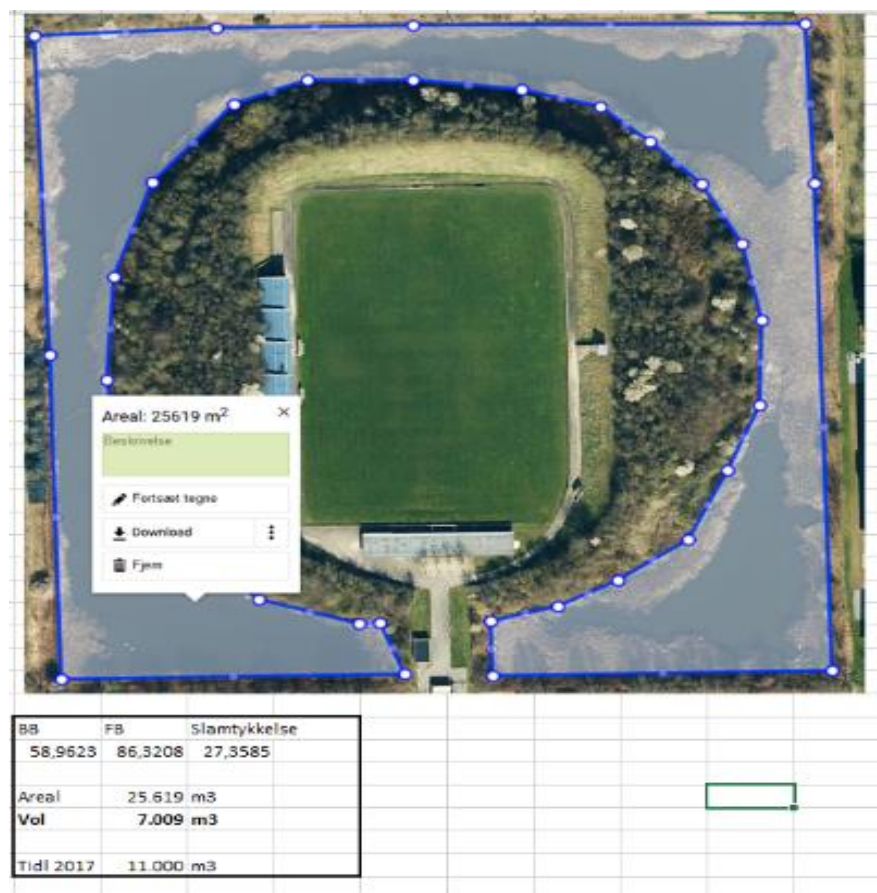 Areal: 25619 m2
Beskrivelse
Fortsæt tegne
Download
Fjern
BB FB Slamtykkelse
58,9623 86,3208 27,3585
Areal 25.619 m3
Vol 7.009 m3
Tidl 2017 11.000 m3